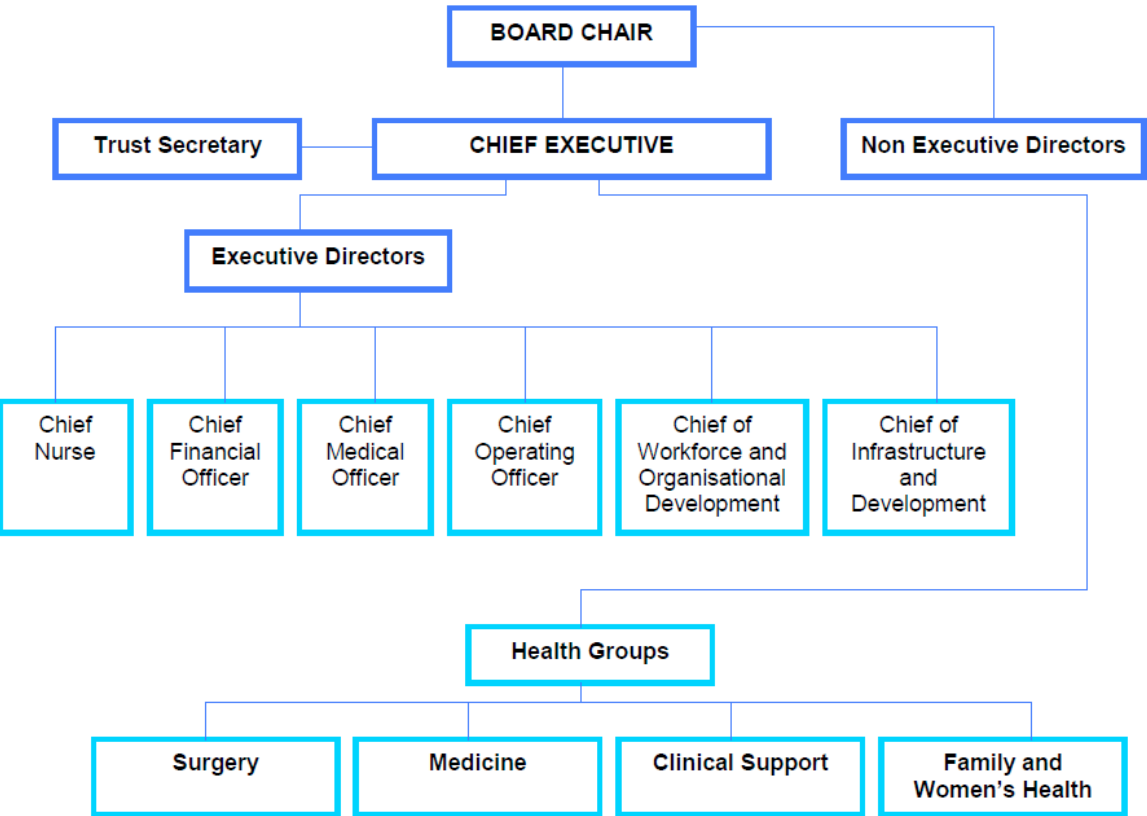 BOARD CHAIR
Trust Secretary
CHIEF EXECUTIVE
Non Executive Directors
Executive Directors
Chief
Nurse
Chief
Financial
Officer
Chief
Medical
Officer
Chief
Operating
Officer
Chief of
Workforce and
Organisational
Development
Chief of
Infrastructure
and
Development
Health Groups
Surgery
Medicine
Clinical Support
Family and
Women’s Health